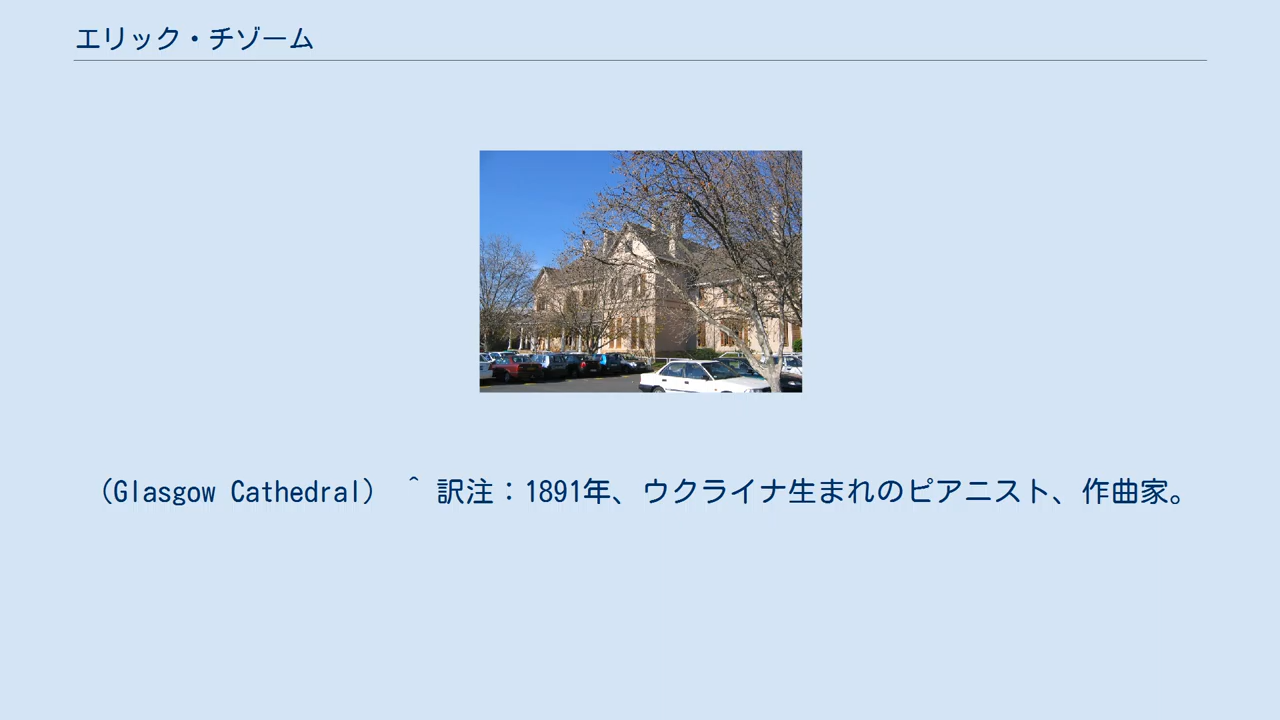 エリック・チゾーム
（Glasgow Cathedral） ^ 訳注：1891年、ウクライナ生まれのピアニスト、作曲家。